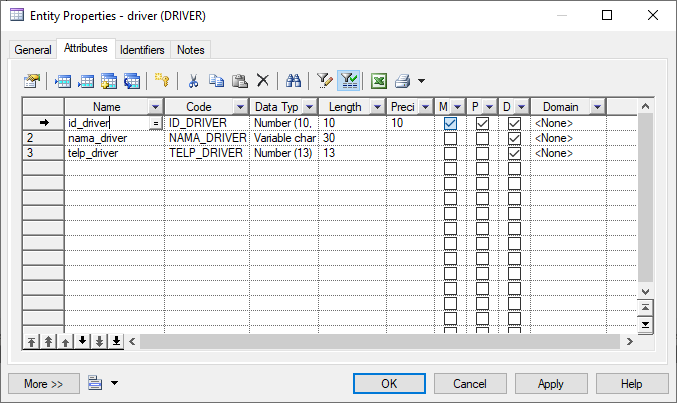 Entity Properties - driver (DRIVER)
General Attributes Identifiers Notes
Name Code Data Typ Length Preci M P D Domain
id_driver = ID_DRIVER Number (10, 10 10 <None>
2 nama_driver NAMA_DRIVER Variable char 30 <None>
3 telp_driver TELP_DRIVER Number (13) 13 <None>
More >> OK Cancel Apply Help